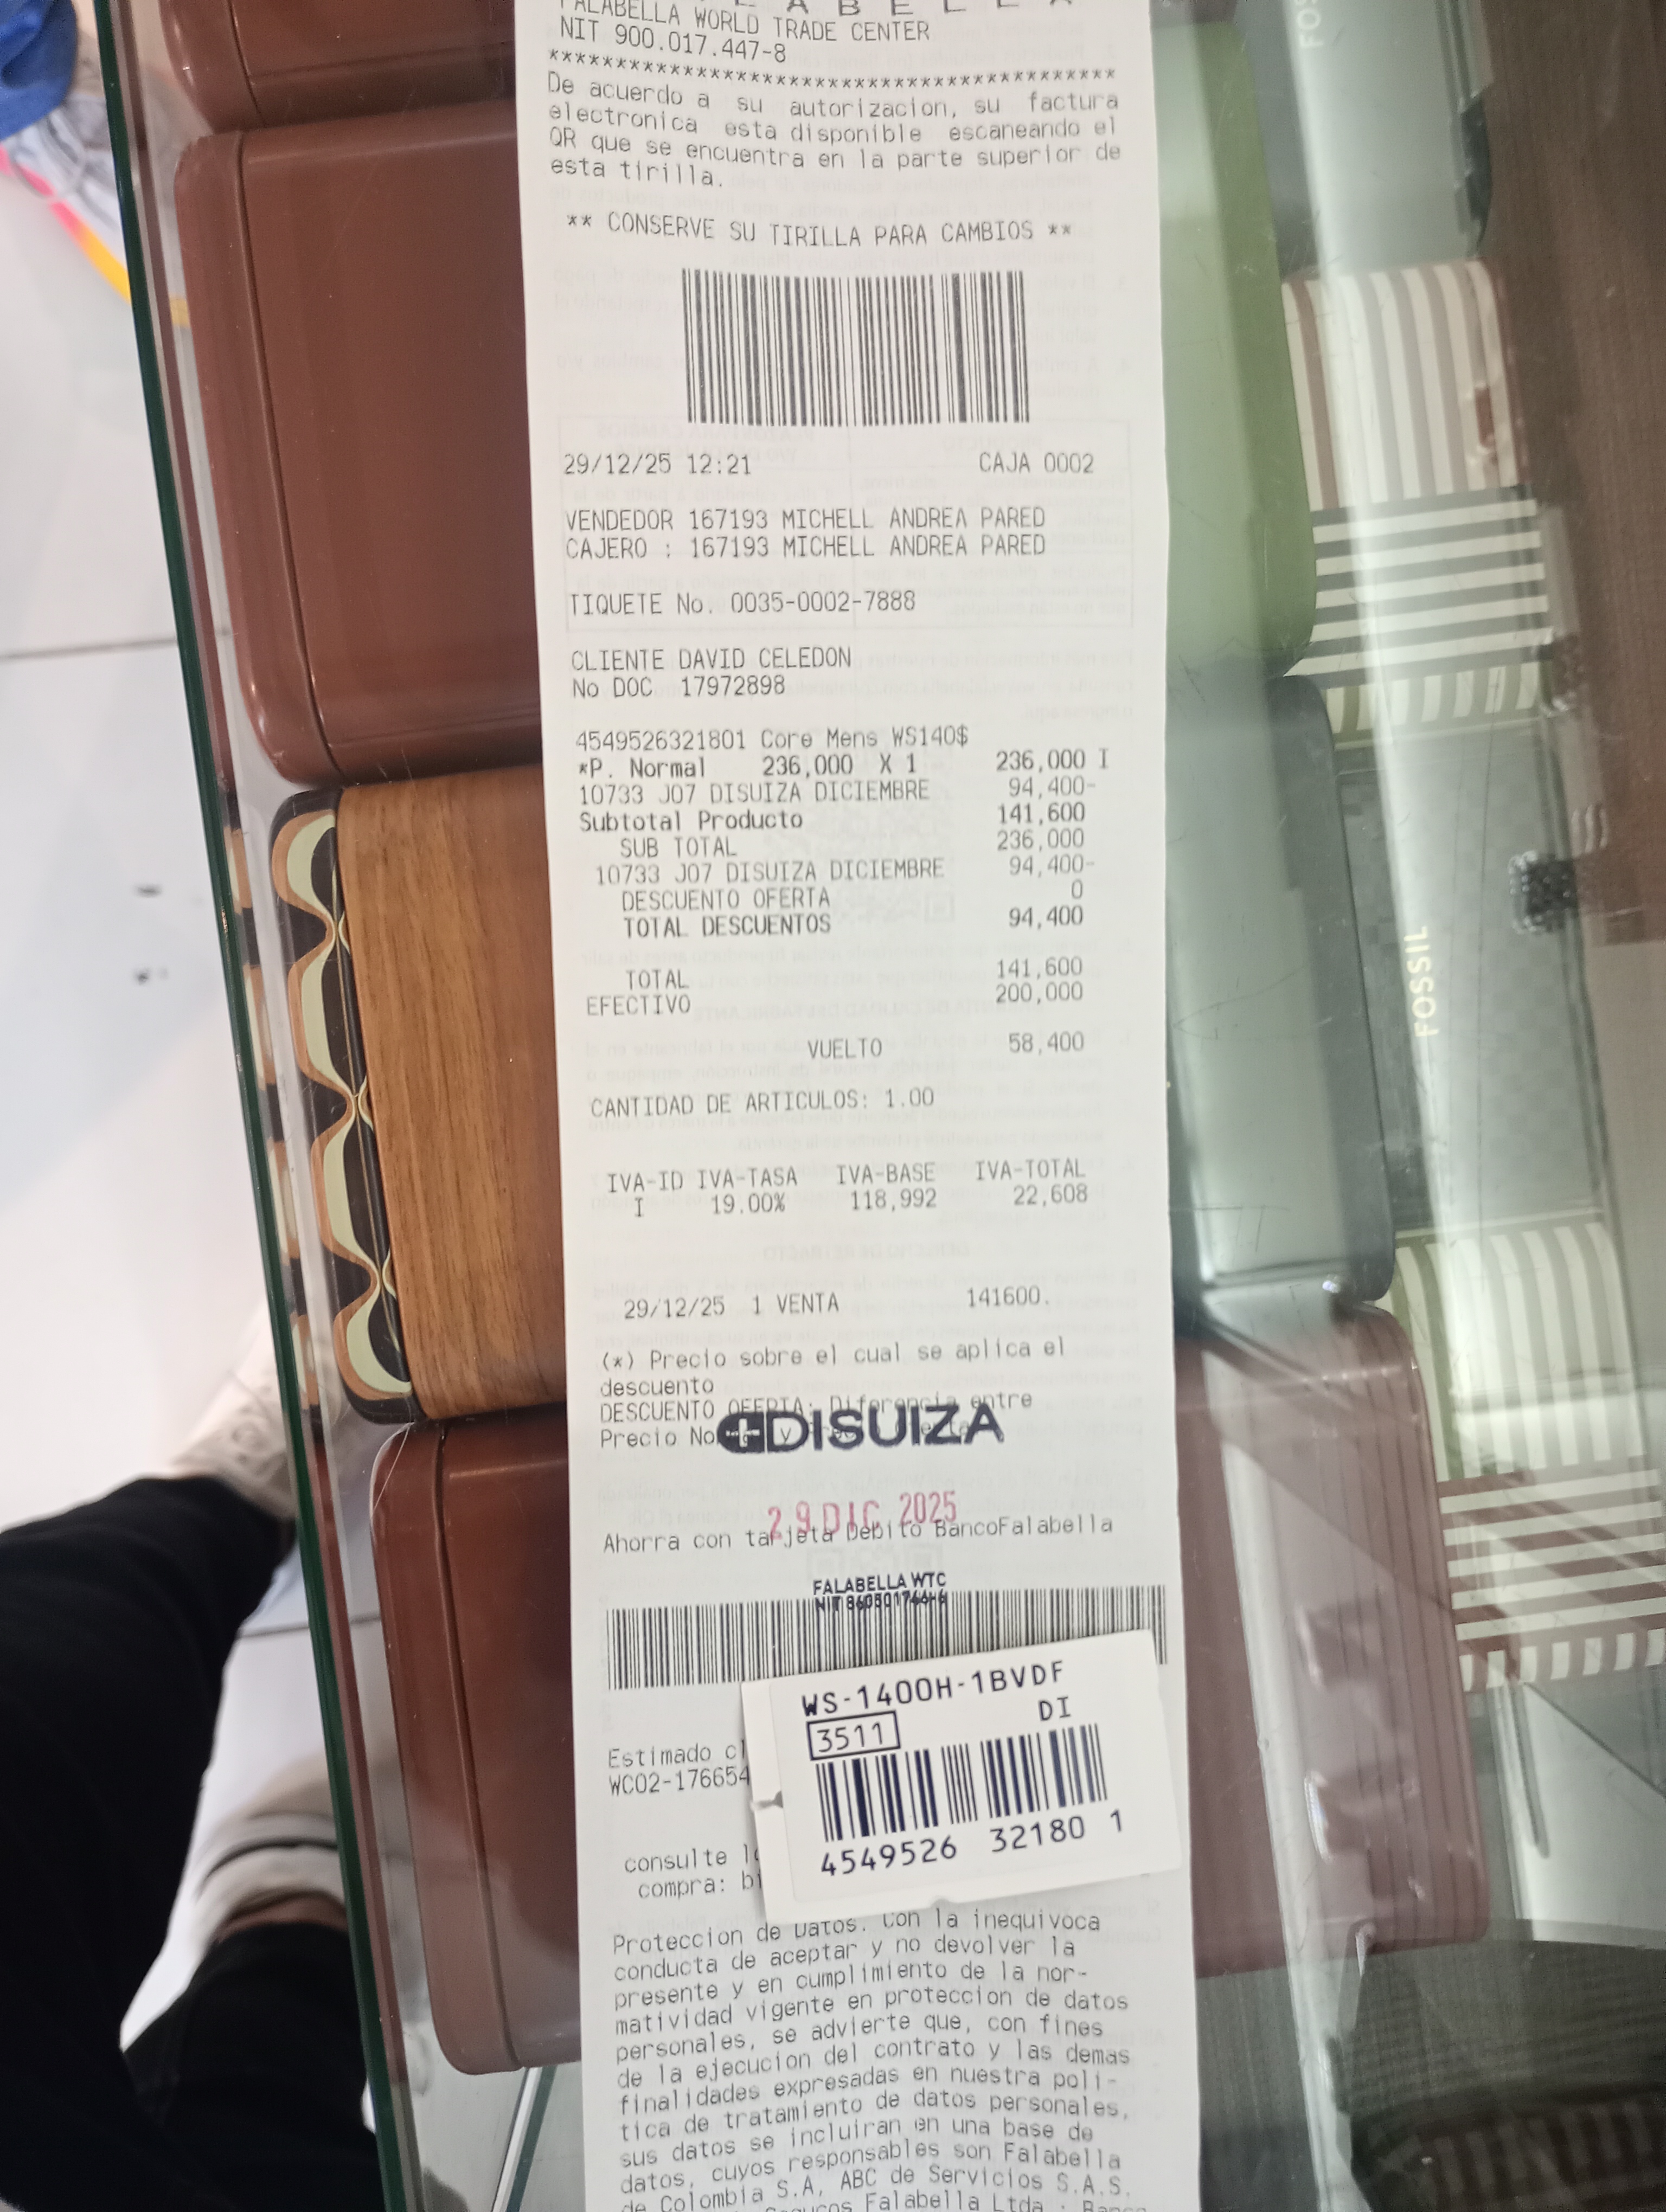 FALABELLA WORLD TRADE CENTER
NIT 900.017.447-8
******************************************
De acuerdo a su autorizacion, su factura
electronica esta disponible escaneando el
QR que se encuentra en la parte superior de
esta tirilla.
** CONSERVE SU TIRILLA PARA CAMBIOS **
29/12/25 12:21 CAJA 0002
VENDEDOR 167193 MICHELL ANDREA PARED
CAJERO : 167193 MICHELL ANDREA PARED
TIQUETE No. 0035-0002-7888
CLIENTE DAVID CELEDON
No DOC 17972898
4549526321801 Core Mens WS140$
*P. Normal 236,000 X 1 236,000 I
10733 J07 DISUIZA DICIEMBRE 94,400-
Subtotal Producto 141,600
SUB TOTAL 236,000
10733 J07 DISUIZA DICIEMBRE 94,400-
DESCUENTO OFERTA 0
TOTAL DESCUENTOS 94,400
TOTAL 141,600
EFECTIVO 200,000
VUELTO 58,400
CANTIDAD DE ARTICULOS: 1.00
IVA-ID IVA-TASA IVA-BASE IVA-TOTAL
I 19.00% 118,992 22,608
29/12/25 1 VENTA 141600.
(*) Precio sobre el cual se aplica el
descuento
DESCUENTO OFERTA: Diferencia entre
Precio y
DISUIZA
29 DIC 2025
Ahorra con tarjeta Debito BancoFalabella
FALABELLA WTC
NIT 860501766-6
WS-1400H-1BVDF
DI
3511
4549526 32180 1
Estimado
WC02-176654
consulte
compra:
Proteccion de Datos. Con la inequivoca
conducta de aceptar y no devolver la
presente y en cumplimiento de la nor-
matividad vigente en proteccion de datos
personales, se advierte que, con fines
de la ejecucion del contrato y las demas
finalidades expresadas en nuestra poli-
tica de tratamiento de datos personales,
sus datos se incluiran en una base de
datos, cuyos responsables son Falabella
de Colombia S.A, ABC de Servicios S.A.S.
Falabella Ltda
FOSSIL